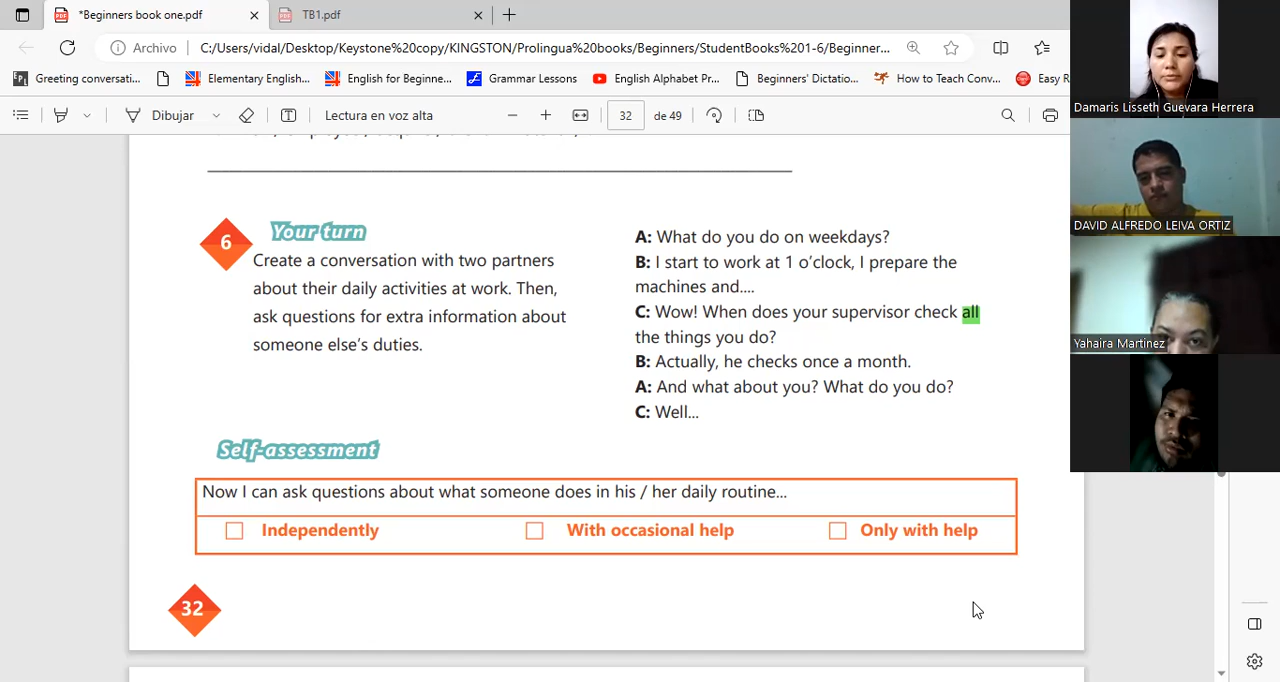 *Beginners book one.pdf
TB1.pdf
Archivo
C:/Users/vidal/Desktop/Keystone%20copy/KINGSTON/Prolingua%20books/Beginners/StudentBooks%201-6/Beginner...
Greeting conversati...
Elementary English...
English for Beginne...
Grammar Lessons
English Alphabet Pr...
Beginners' Dictatio...
How to Teach Conv...
Easy R
Dibujar
Lectura en voz alta
32 de 49
6
Your turn
Create a conversation with two partners
about their daily activities at work. Then,
ask questions for extra information about
someone else's duties.
A: What do you do on weekdays?
B: I start to work at 1 o'clock, I prepare the
machines and....
C: Wow! When does your supervisor check all
the things you do?
B: Actually, he checks once a month.
A: And what about you? What do you do?
C: Well...
Self-assessment
Now I can ask questions about what someone does in his / her daily routine...
Independently
With occasional help
Only with help
32
Damaris Lisseth Guevara Herrera
DAVID ALFREDO LEIVA ORTIZ
Yahaira Martinez